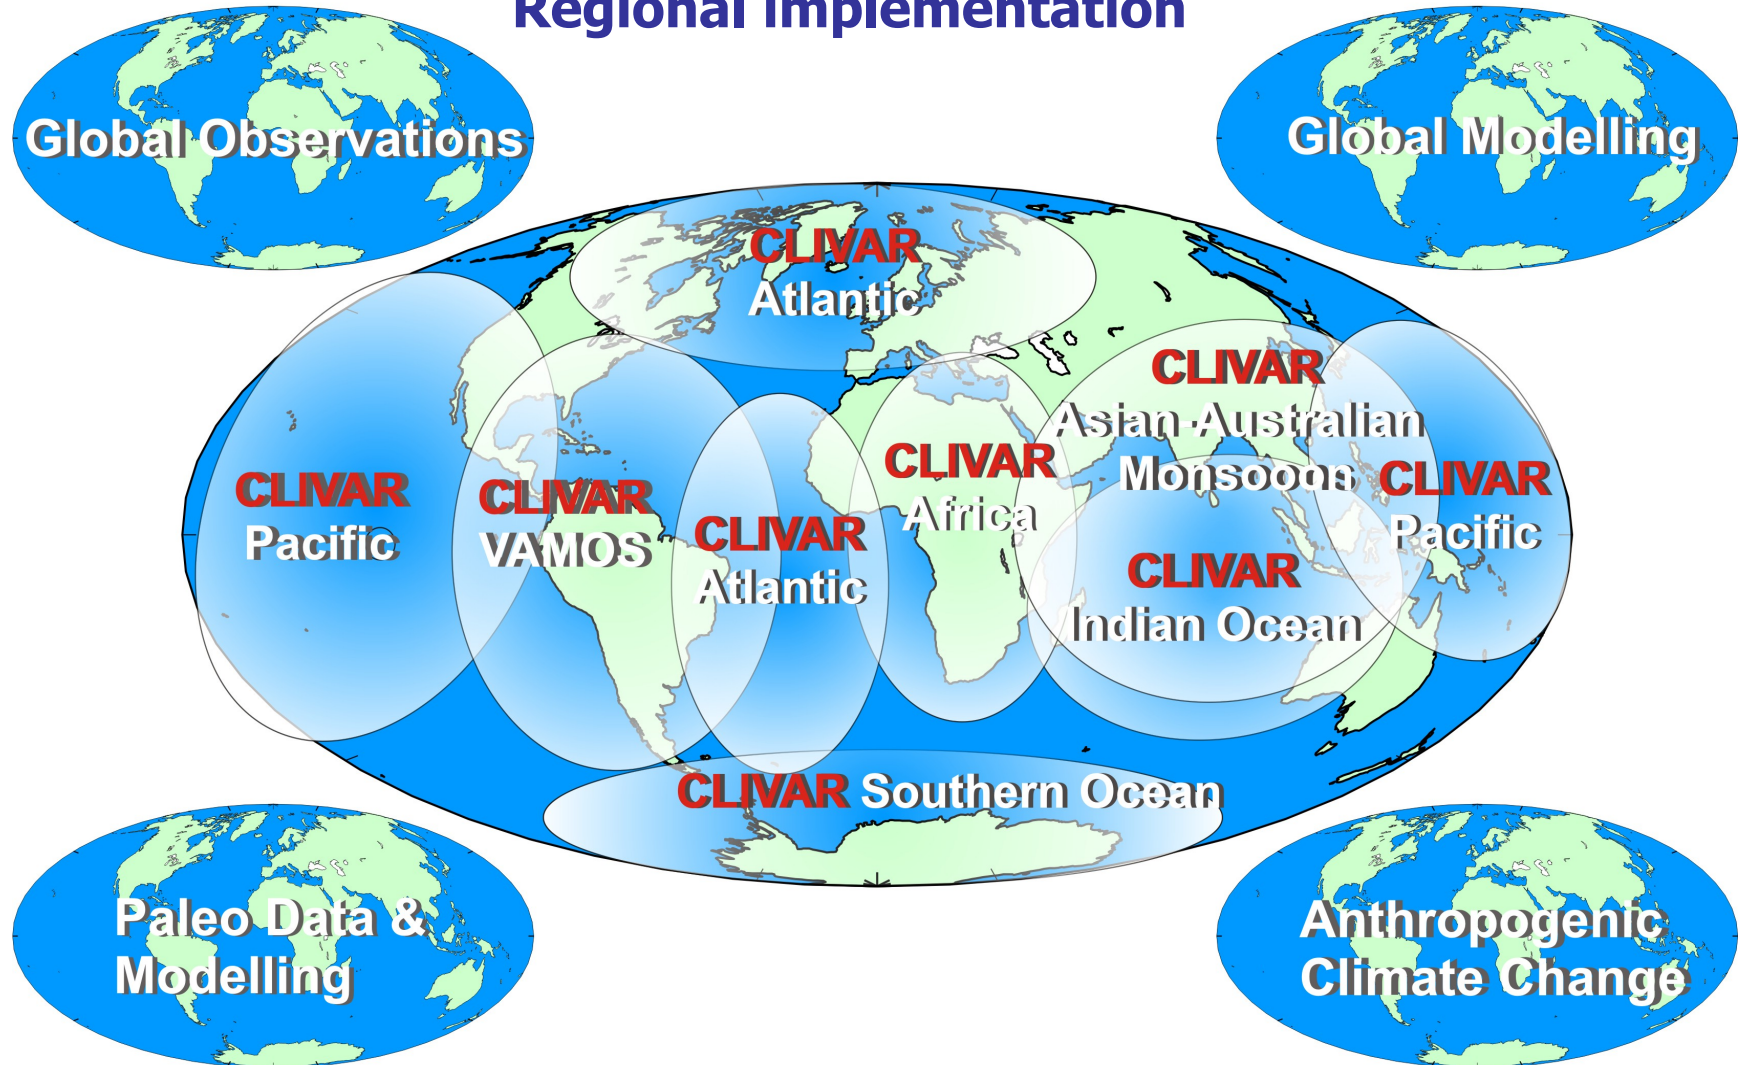 Regional Implementation
Global Observations
Global Modelling
CLIVAR
Atlantic
CLIVAR
Pacific
CLIVAR
VAMOS
CLIVAR
Atlantic
CLIVAR
Africa
CLIVAR
Asian-Australian
Monsooon
CLIVAR
Indian Ocean
CLIVAR
Pacific
CLIVAR Southern Ocean
Paleo Data &
Modelling
Anthropogenic
Climate Change